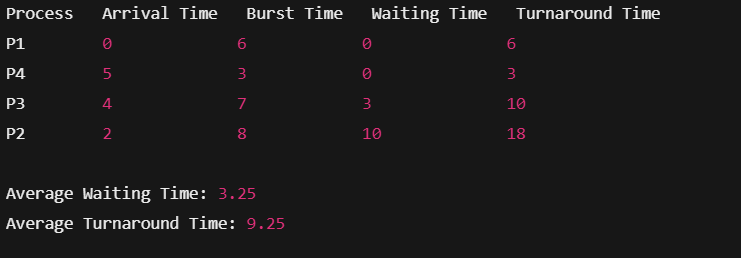 Process Arrival Time Burst Time Waiting Time Turnaround Time
P1 0 6 0 6
P4 5 3 0 3
P3 4 7 3 10
P2 2 8 10 18
Average Waiting Time: 3.25
Average Turnaround Time: 9.25